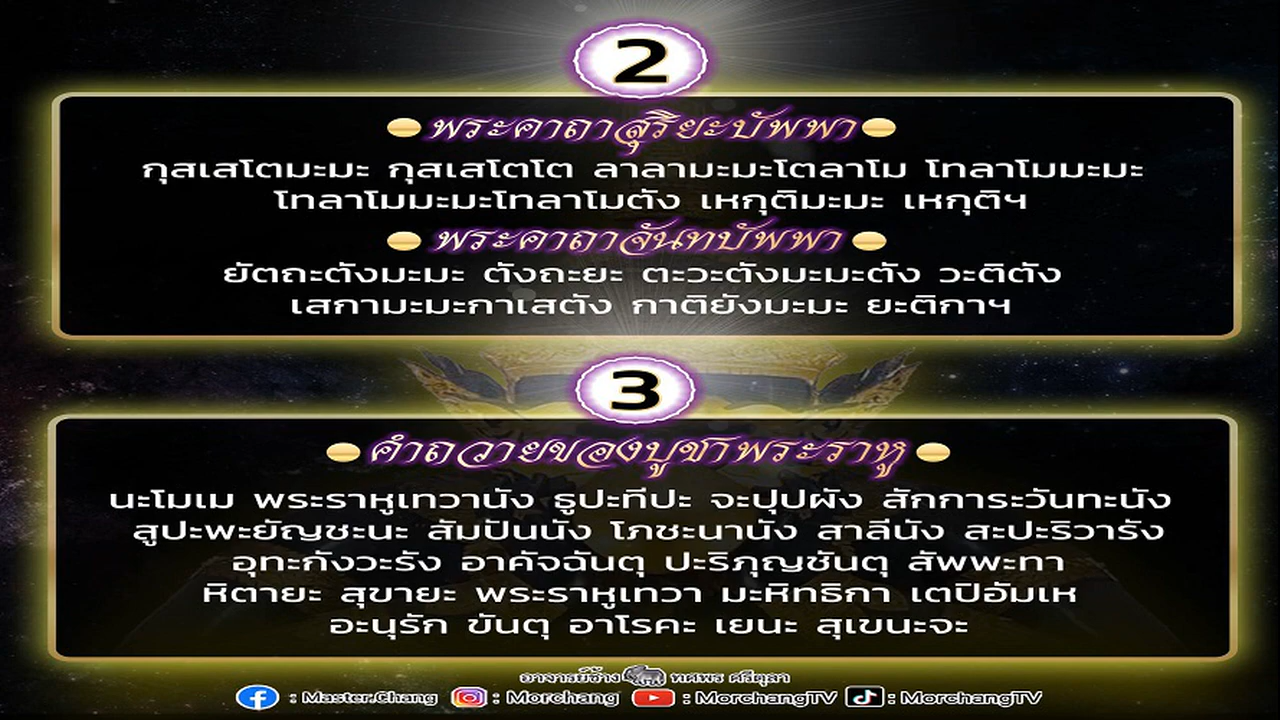 2
พระคาถาสุริยะบัพพา
กุสเสโตมะมะ กุสเสโตโต ลาลามะมะโตลาโม โทลาโมมะมะ
โทลาโมมะมะโทลาโมตัง เหกุติมะมะ เหกุติฯ
พระคาถาจันทบัพพา
ยัตถะตังมะมะ ตังถะยะ ตะวะตังมะมะตัง วะติตัง
เสกามะมะกาเสตัง กาติยังมะมะ ยะติกาฯ
3
คำถวายของบูชาพระราหู
นะโมเม พระราหูเทวานัง ธูปะทีปะ จะปุปผัง สักการะวันทะนัง
สูปะพะยัญชะนะ สัมปันนัง โภชะนานัง สาลีนัง สะปะริวารัง
อุทะกังวะรัง อาคัจฉันตุ ปะริภุญชันตุ สัพพะทา
หิตายะ สุขายะ พระราหูเทวา มะหิทธิกา เตปิอัมเห
อะนุรัก ขันตุ อาโรคะ เยนะ สุเขนะจะ
อาจารย์ช้าง ทศพร ศรีตุลา
: Master.Chang : Morchang : MorchangTV : MorchangTV